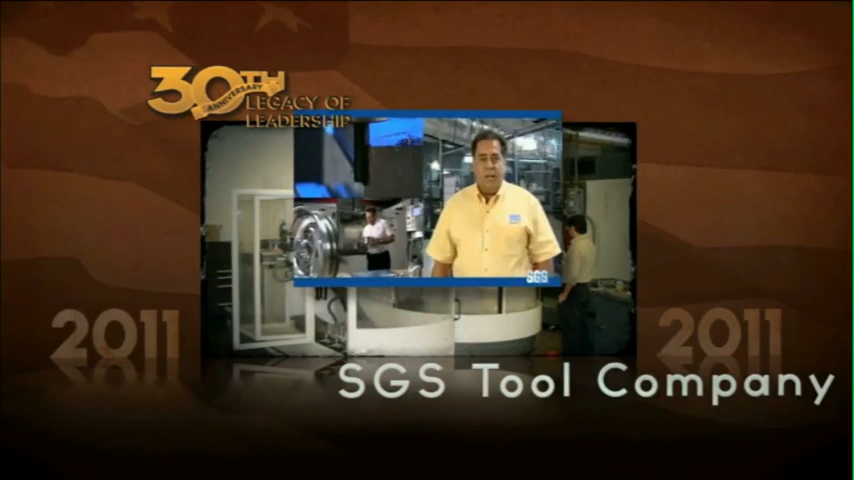 30TH
ANNIVERSARY
LEGACY OF
LEADERSHIP
SGS
2011
2011
SGS Tool Company